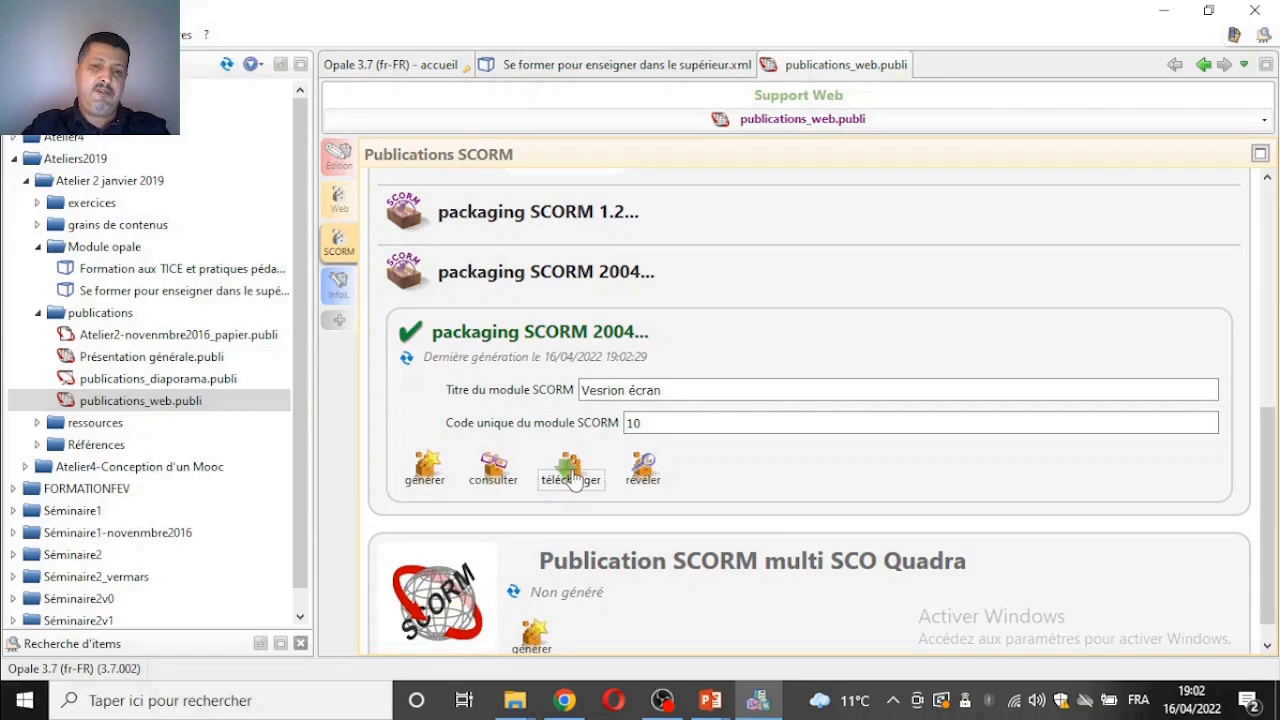 res ?
Opale 3.7 (fr-FR) - accueil
Se former pour enseigner dans le supérieur.xml
publications_web.publi
Support Web
publications_web.publi
Atelier4
Ateliers2019
Atelier 2 janvier 2019
exercices
grains de contenus
Module opale
Formation aux TICE et pratiques péda...
Se former pour enseigner dans le supé...
publications
Atelier2-novenmbre2016_papier.publi
Présentation générale.publi
publications_diaporama.publi
publications_web.publi
ressources
Références
Atelier4-Conception d'un Mooc
FORMATIONFEV
Séminaire1
Séminaire1-novenmbre2016
Séminaire2
Séminaire2_vermars
Séminaire2v0
Séminaire2v1
Recherche d'items
Opale 3.7 (fr-FR) (3.7.002)
Édition
Web
SCORM
Infos
Publications SCORM
packaging SCORM 1.2...
packaging SCORM 2004...
packaging SCORM 2004...
Dernière génération le 16/04/2022 19:02:29
Titre du module SCORM Vesrion écran
Code unique du module SCORM 10
générer consulter télécharger révéler
SCORM
Publication SCORM multi SCO Quadra
Non généré
générer
Activer Windows
Accédez aux paramètres pour activer Windows.
Taper ici pour rechercher
11°C
FRA
19:02
16/04/2022
2